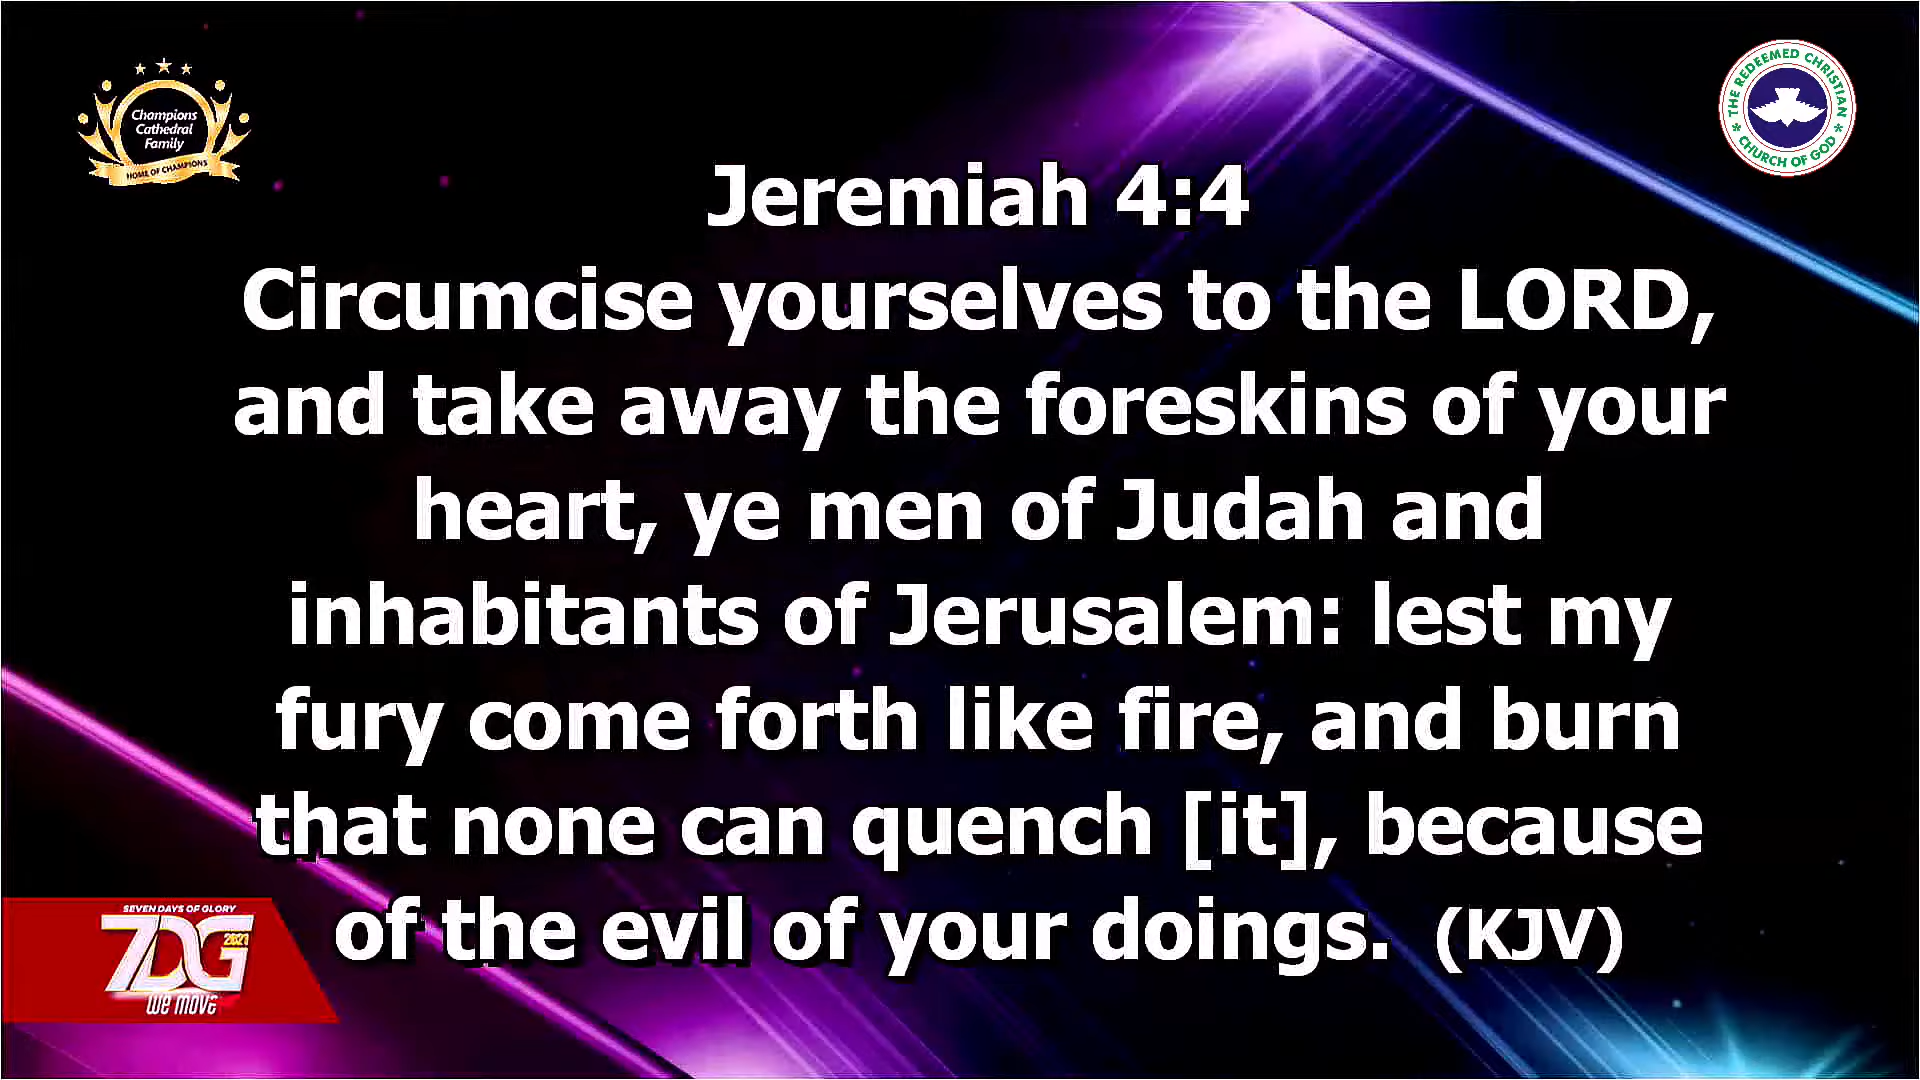 Champions
Cathedral
Family
HOME OF CHAMPIONS
THE REDEEMED CHRISTIAN
* CHURCH OF GOD *
Jeremiah 4:4
Circumcise yourselves to the LORD,
and take away the foreskins of your
heart, ye men of Judah and
inhabitants of Jerusalem: lest my
fury come forth like fire, and burn
that none can quench [it], because
of the evil of your doings. (KJV)
SEVEN DAYS OF GLORY
7DG
2021
WE MOVE